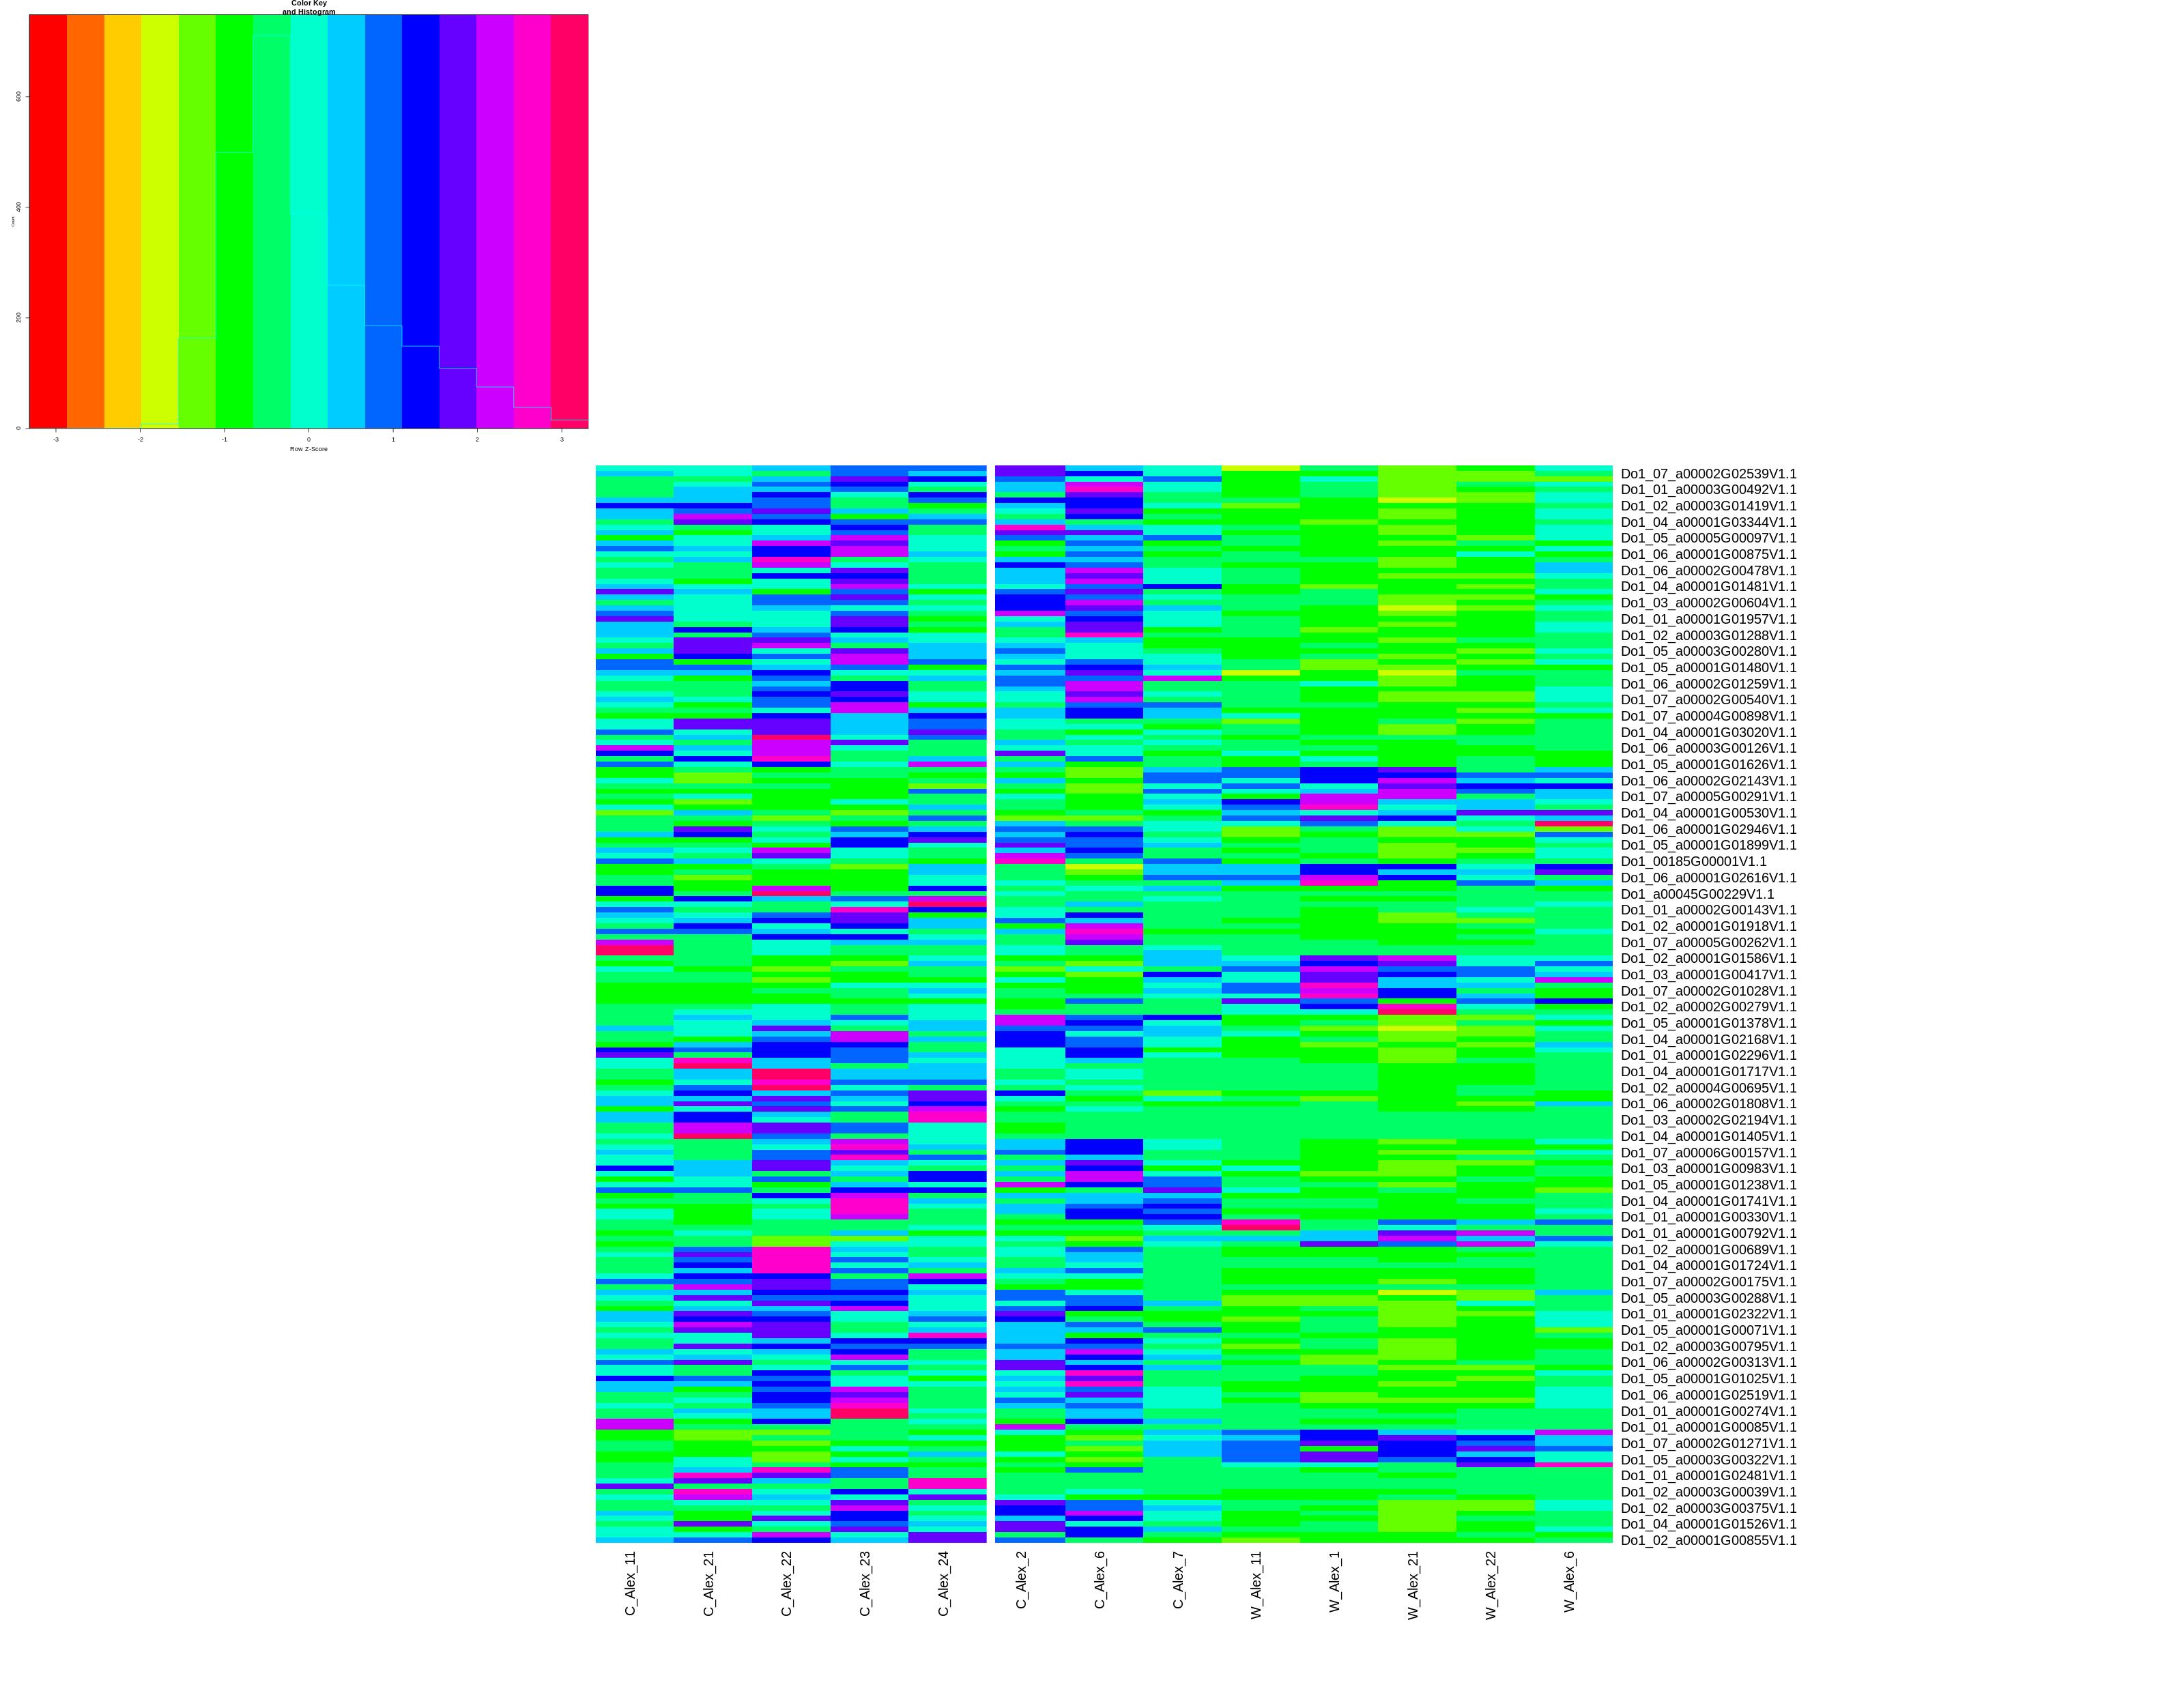 Color Key
and Histogram
600
400
200
0
Count
-3 -2 -1 0 1 2 3
Row Z-Score
Do1_07_a00002G02539V1.1
Do1_01_a00003G00492V1.1
Do1_02_a00003G01419V1.1
Do1_04_a00001G03344V1.1
Do1_05_a00005G00097V1.1
Do1_06_a00001G00875V1.1
Do1_06_a00002G00478V1.1
Do1_04_a00001G01481V1.1
Do1_03_a00002G00604V1.1
Do1_01_a00001G01957V1.1
Do1_02_a00003G01288V1.1
Do1_05_a00003G00280V1.1
Do1_05_a00001G01480V1.1
Do1_06_a00002G01259V1.1
Do1_07_a00002G00540V1.1
Do1_07_a00004G00898V1.1
Do1_04_a00001G03020V1.1
Do1_06_a00003G00126V1.1
Do1_05_a00001G01626V1.1
Do1_06_a00002G02143V1.1
Do1_07_a00005G00291V1.1
Do1_04_a00001G00530V1.1
Do1_06_a00001G02946V1.1
Do1_05_a00001G01899V1.1
Do1_00185G00001V1.1
Do1_06_a00001G02616V1.1
Do1_a00045G00229V1.1
Do1_01_a00002G00143V1.1
Do1_02_a00001G01918V1.1
Do1_07_a00005G00262V1.1
Do1_02_a00001G01586V1.1
Do1_03_a00001G00417V1.1
Do1_07_a00002G01028V1.1
Do1_02_a00002G00279V1.1
Do1_05_a00001G01378V1.1
Do1_04_a00001G02168V1.1
Do1_01_a00001G02296V1.1
Do1_04_a00001G01717V1.1
Do1_02_a00004G00695V1.1
Do1_06_a00002G01808V1.1
Do1_03_a00002G02194V1.1
Do1_04_a00001G01405V1.1
Do1_07_a00006G00157V1.1
Do1_03_a00001G00983V1.1
Do1_05_a00001G01238V1.1
Do1_04_a00001G01741V1.1
Do1_01_a00001G00330V1.1
Do1_01_a00001G00792V1.1
Do1_02_a00001G00689V1.1
Do1_04_a00001G01724V1.1
Do1_07_a00002G00175V1.1
Do1_05_a00003G00288V1.1
Do1_01_a00001G02322V1.1
Do1_05_a00001G00071V1.1
Do1_02_a00003G00795V1.1
Do1_06_a00002G00313V1.1
Do1_05_a00001G01025V1.1
Do1_06_a00001G02519V1.1
Do1_01_a00001G00274V1.1
Do1_01_a00001G00085V1.1
Do1_07_a00002G01271V1.1
Do1_05_a00003G00322V1.1
Do1_01_a00001G02481V1.1
Do1_02_a00003G00039V1.1
Do1_02_a00003G00375V1.1
Do1_04_a00001G01526V1.1
Do1_02_a00001G00855V1.1
C_Alex_11
C_Alex_21
C_Alex_22
C_Alex_23
C_Alex_24
C_Alex_2
C_Alex_6
C_Alex_7
W_Alex_11
W_Alex_1
W_Alex_21
W_Alex_22
W_Alex_6